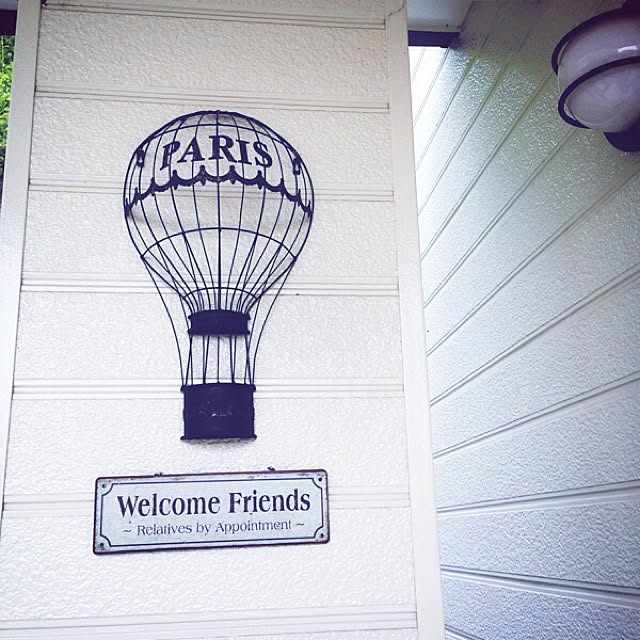 PARIS
Welcome Friends
~ Relatives by Appointment ~